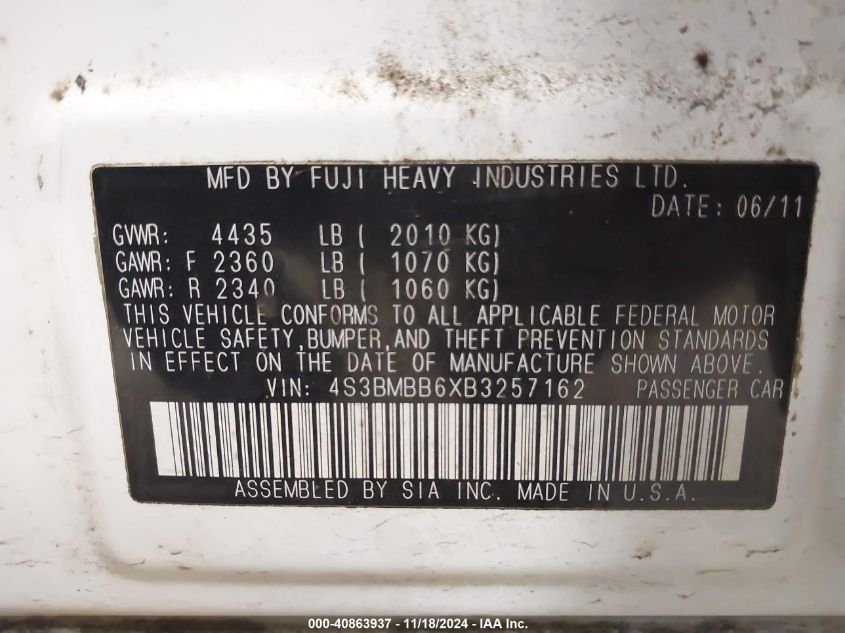 MFD BY FUJI HEAVY INDUSTRIES LTD.
DATE: 06/11
GVWR: 4435 LB ( 2010 KG)
GAWR: F 2360 LB ( 1070 KG)
GAWR: R 2340 LB ( 1060 KG)
THIS VEHICLE CONFORMS TO ALL APPLICABLE FEDERAL MOTOR
VEHICLE SAFETY,BUMPER,AND THEFT PREVENTION STANDARDS
IN EFFECT ON THE DATE OF MANUFACTURE SHOWN ABOVE.
VIN: 4S3BMBB6XB3257162 PASSENGER CAR
ASSEMBLED BY SIA INC. MADE IN U.S.A.
000-40863937 - 11/18/2024 - IAA Inc.